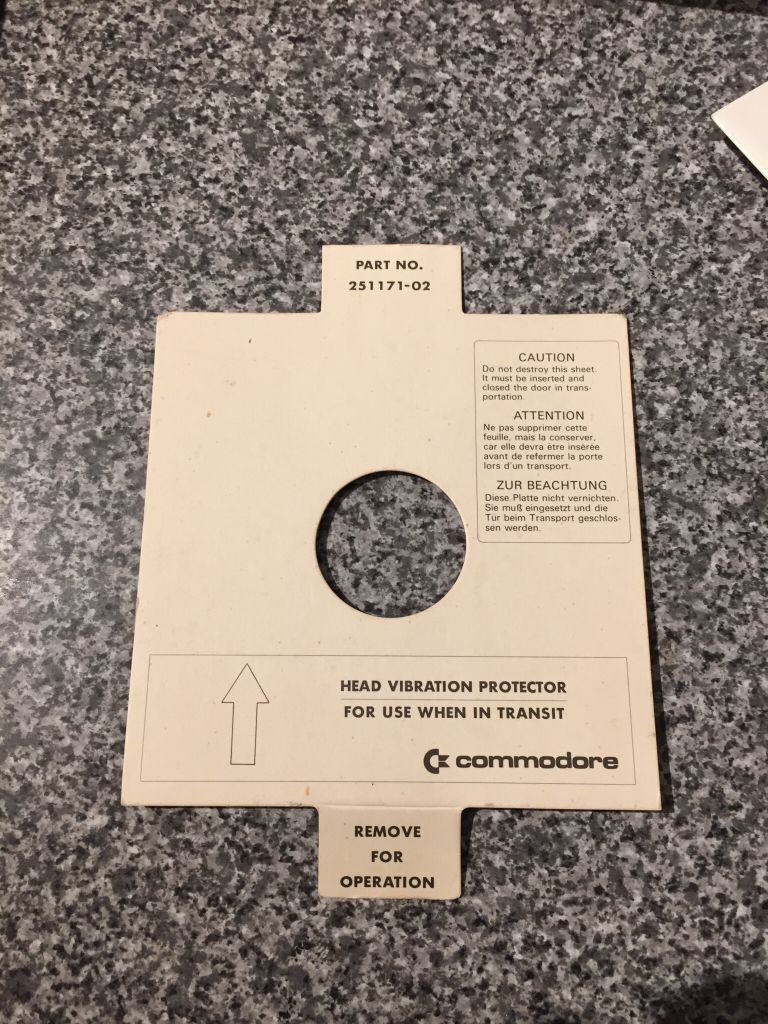 PART NO.
251171-02
CAUTION
Do not destroy this sheet.
It must be inserted and
closed the door in trans-
portation.
ATTENTION
Ne pas supprimer cette
feuille, mais la conserver,
car elle devra être insérée
avant de refermer la porte
lors d'un transport.
ZUR BEACHTUNG
Diese Platte nicht vernichten.
Sie muß eingesetzt und die
Tür beim Transport geschlos-
sen werden.
HEAD VIBRATION PROTECTOR
FOR USE WHEN IN TRANSIT
commodore
REMOVE
FOR
OPERATION